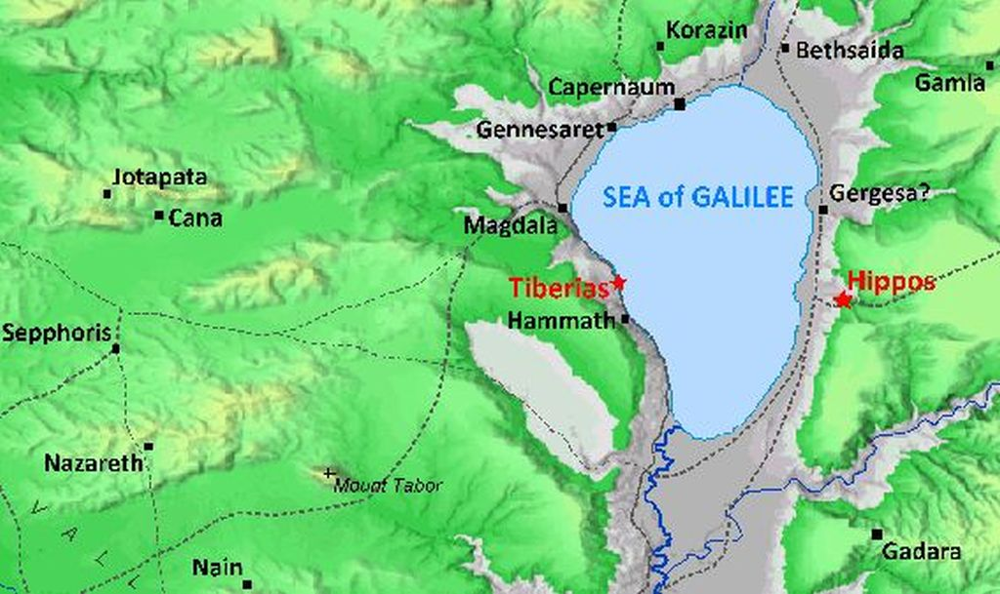 Korazin
Bethsaida
Gamla
Capernaum
Gennesaret
Jotapata
Cana
SEA of GALILEE
Gergesa?
Magdala
Tiberias
Hippos
Hammath
Sepphoris
Nazareth
Mount Tabor
Nain
Gadara